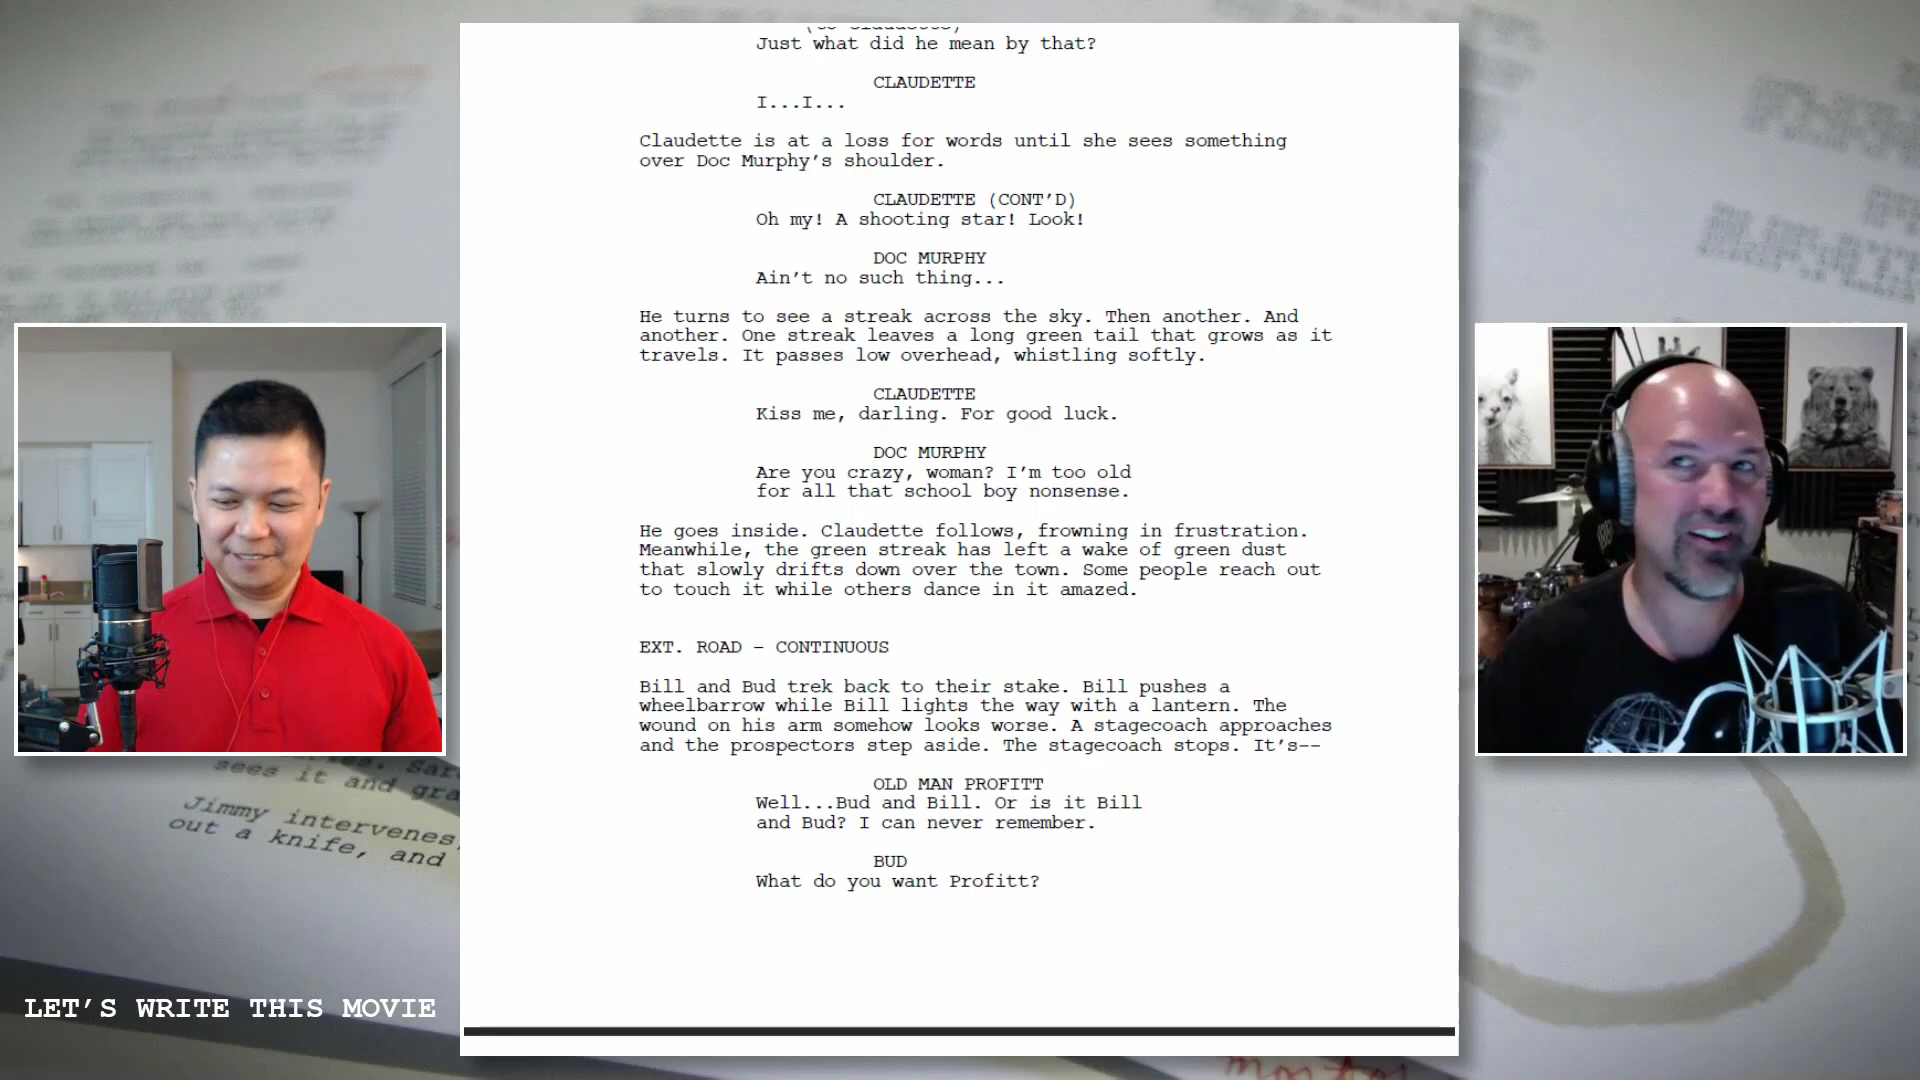 (to Claudette)
Just what did he mean by that?
CLAUDETTE
I...I...
Claudette is at a loss for words until she sees something
over Doc Murphy's shoulder.
CLAUDETTE (CONT'D)
Oh my! A shooting star! Look!
DOC MURPHY
Ain't no such thing...
He turns to see a streak across the sky. Then another. And
another. One streak leaves a long green tail that grows as it
travels. It passes low overhead, whistling softly.
CLAUDETTE
Kiss me, darling. For good luck.
DOC MURPHY
Are you crazy, woman? I'm too old
for all that school boy nonsense.
He goes inside. Claudette follows, frowning in frustration.
Meanwhile, the green streak has left a wake of green dust
that slowly drifts down over the town. Some people reach out
to touch it while others dance in it amazed.
EXT. ROAD – CONTINUOUS
Bill and Bud trek back to their stake. Bill pushes a
wheelbarrow while Bill lights the way with a lantern. The
wound on his arm somehow looks worse. A stagecoach approaches
and the prospectors step aside. The stagecoach stops. It's--
OLD MAN PROFITT
Well...Bud and Bill. Or is it Bill
and Bud? I can never remember.
BUD
What do you want Profitt?
sees it and
Jimmy intervenes
out a knife, and
LET'S WRITE THIS MOVIE